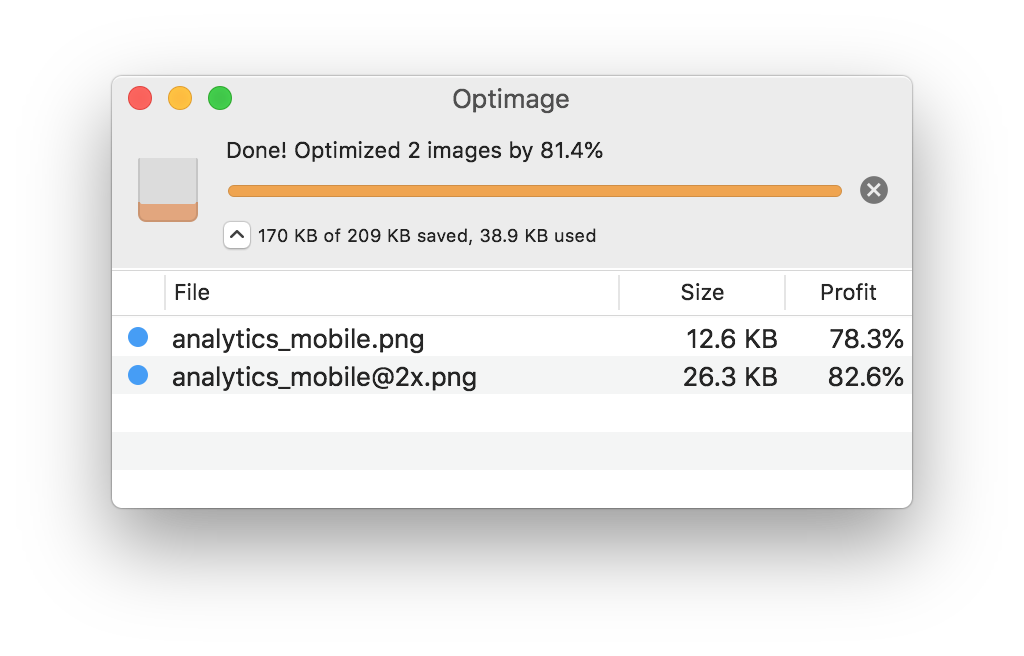 Optimage
Done! Optimized 2 images by 81.4%
170 KB of 209 KB saved, 38.9 KB used
File Size Profit
analytics_mobile.png 12.6 KB 78.3%
analytics_mobile@2x.png 26.3 KB 82.6%